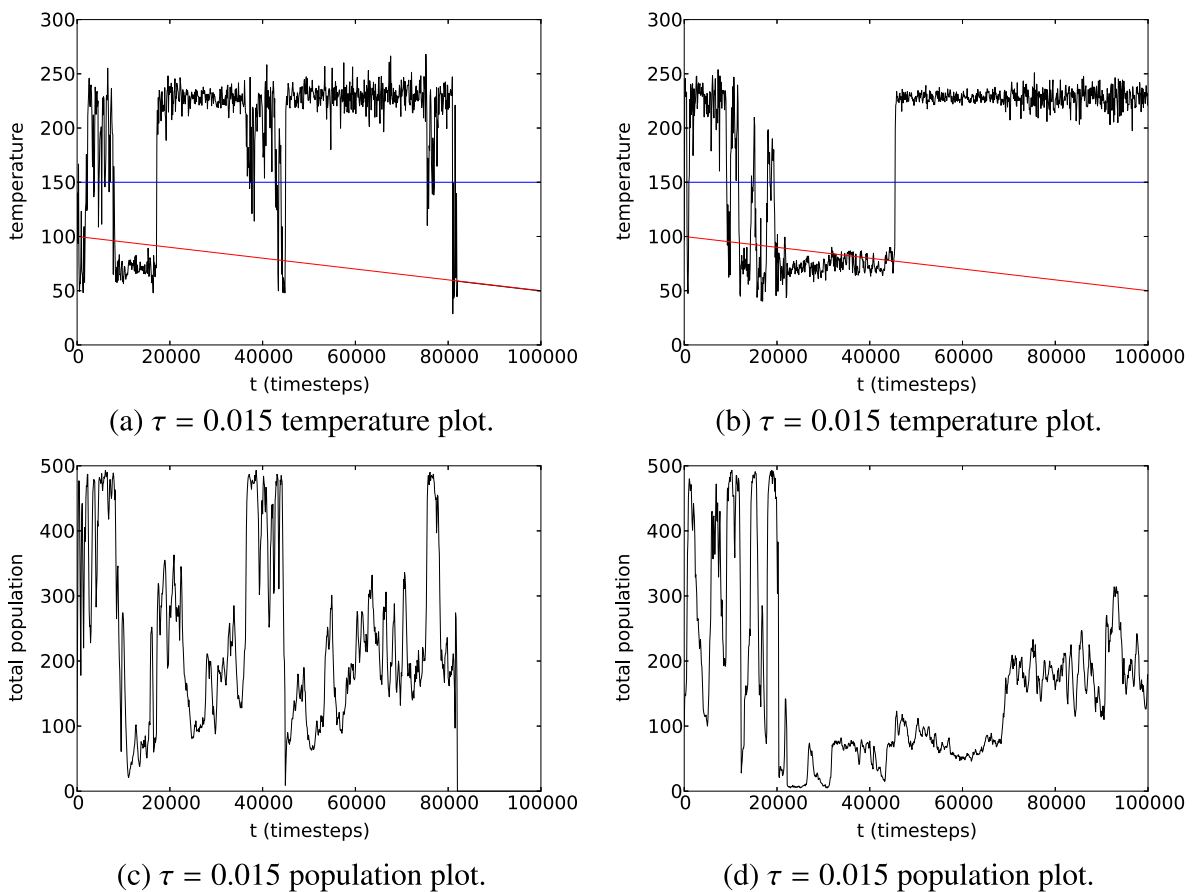 300
250
200
150
100
50
0
temperature
0 20000 40000 60000 80000 100000
t (timesteps)
(a) τ = 0.015 temperature plot.
300
250
200
150
100
50
0
temperature
0 20000 40000 60000 80000 100000
t (timesteps)
(b) τ = 0.015 temperature plot.
500
400
300
200
100
0
total population
0 20000 40000 60000 80000 100000
t (timesteps)
(c) τ = 0.015 population plot.
500
400
300
200
100
0
total population
0 20000 40000 60000 80000 100000
t (timesteps)
(d) τ = 0.015 population plot.